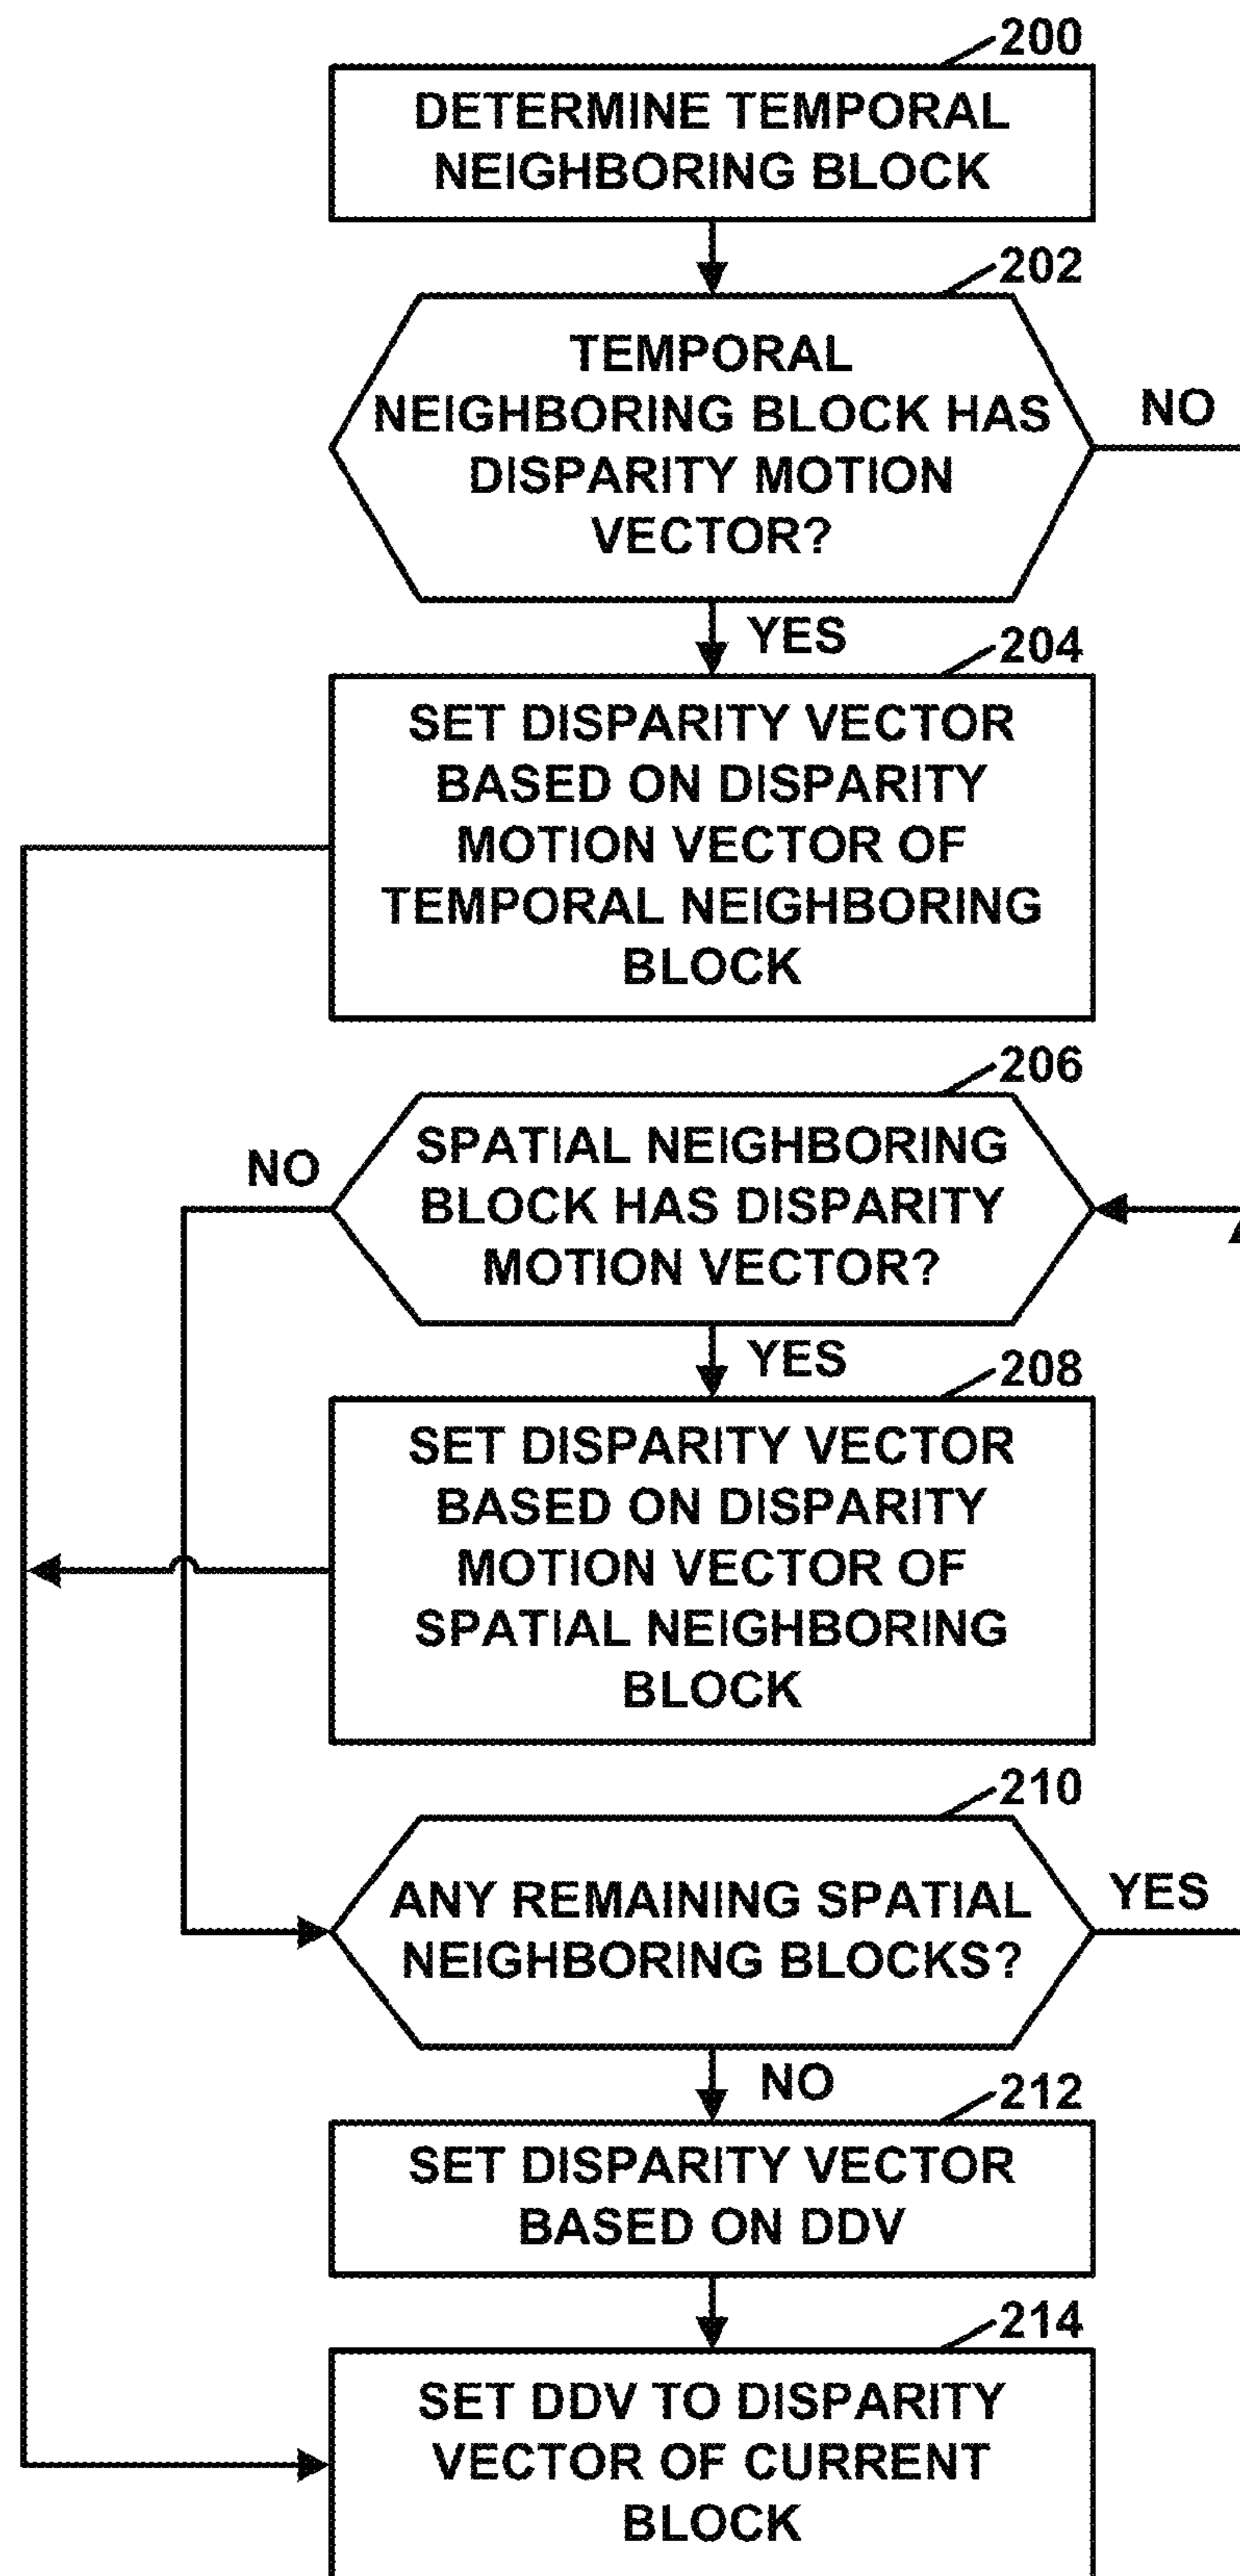 200
DETERMINE TEMPORAL
NEIGHBORING BLOCK
202
TEMPORAL
NEIGHBORING BLOCK HAS
DISPARITY MOTION
VECTOR?
NO
YES
204
SET DISPARITY VECTOR
BASED ON DISPARITY
MOTION VECTOR OF
TEMPORAL NEIGHBORING
BLOCK
206
NO
SPATIAL NEIGHBORING
BLOCK HAS DISPARITY
MOTION VECTOR?
YES
208
SET DISPARITY VECTOR
BASED ON DISPARITY
MOTION VECTOR OF
SPATIAL NEIGHBORING
BLOCK
210
ANY REMAINING SPATIAL
NEIGHBORING BLOCKS?
YES
NO
212
SET DISPARITY VECTOR
BASED ON DDV
214
SET DDV TO DISPARITY
VECTOR OF CURRENT
BLOCK